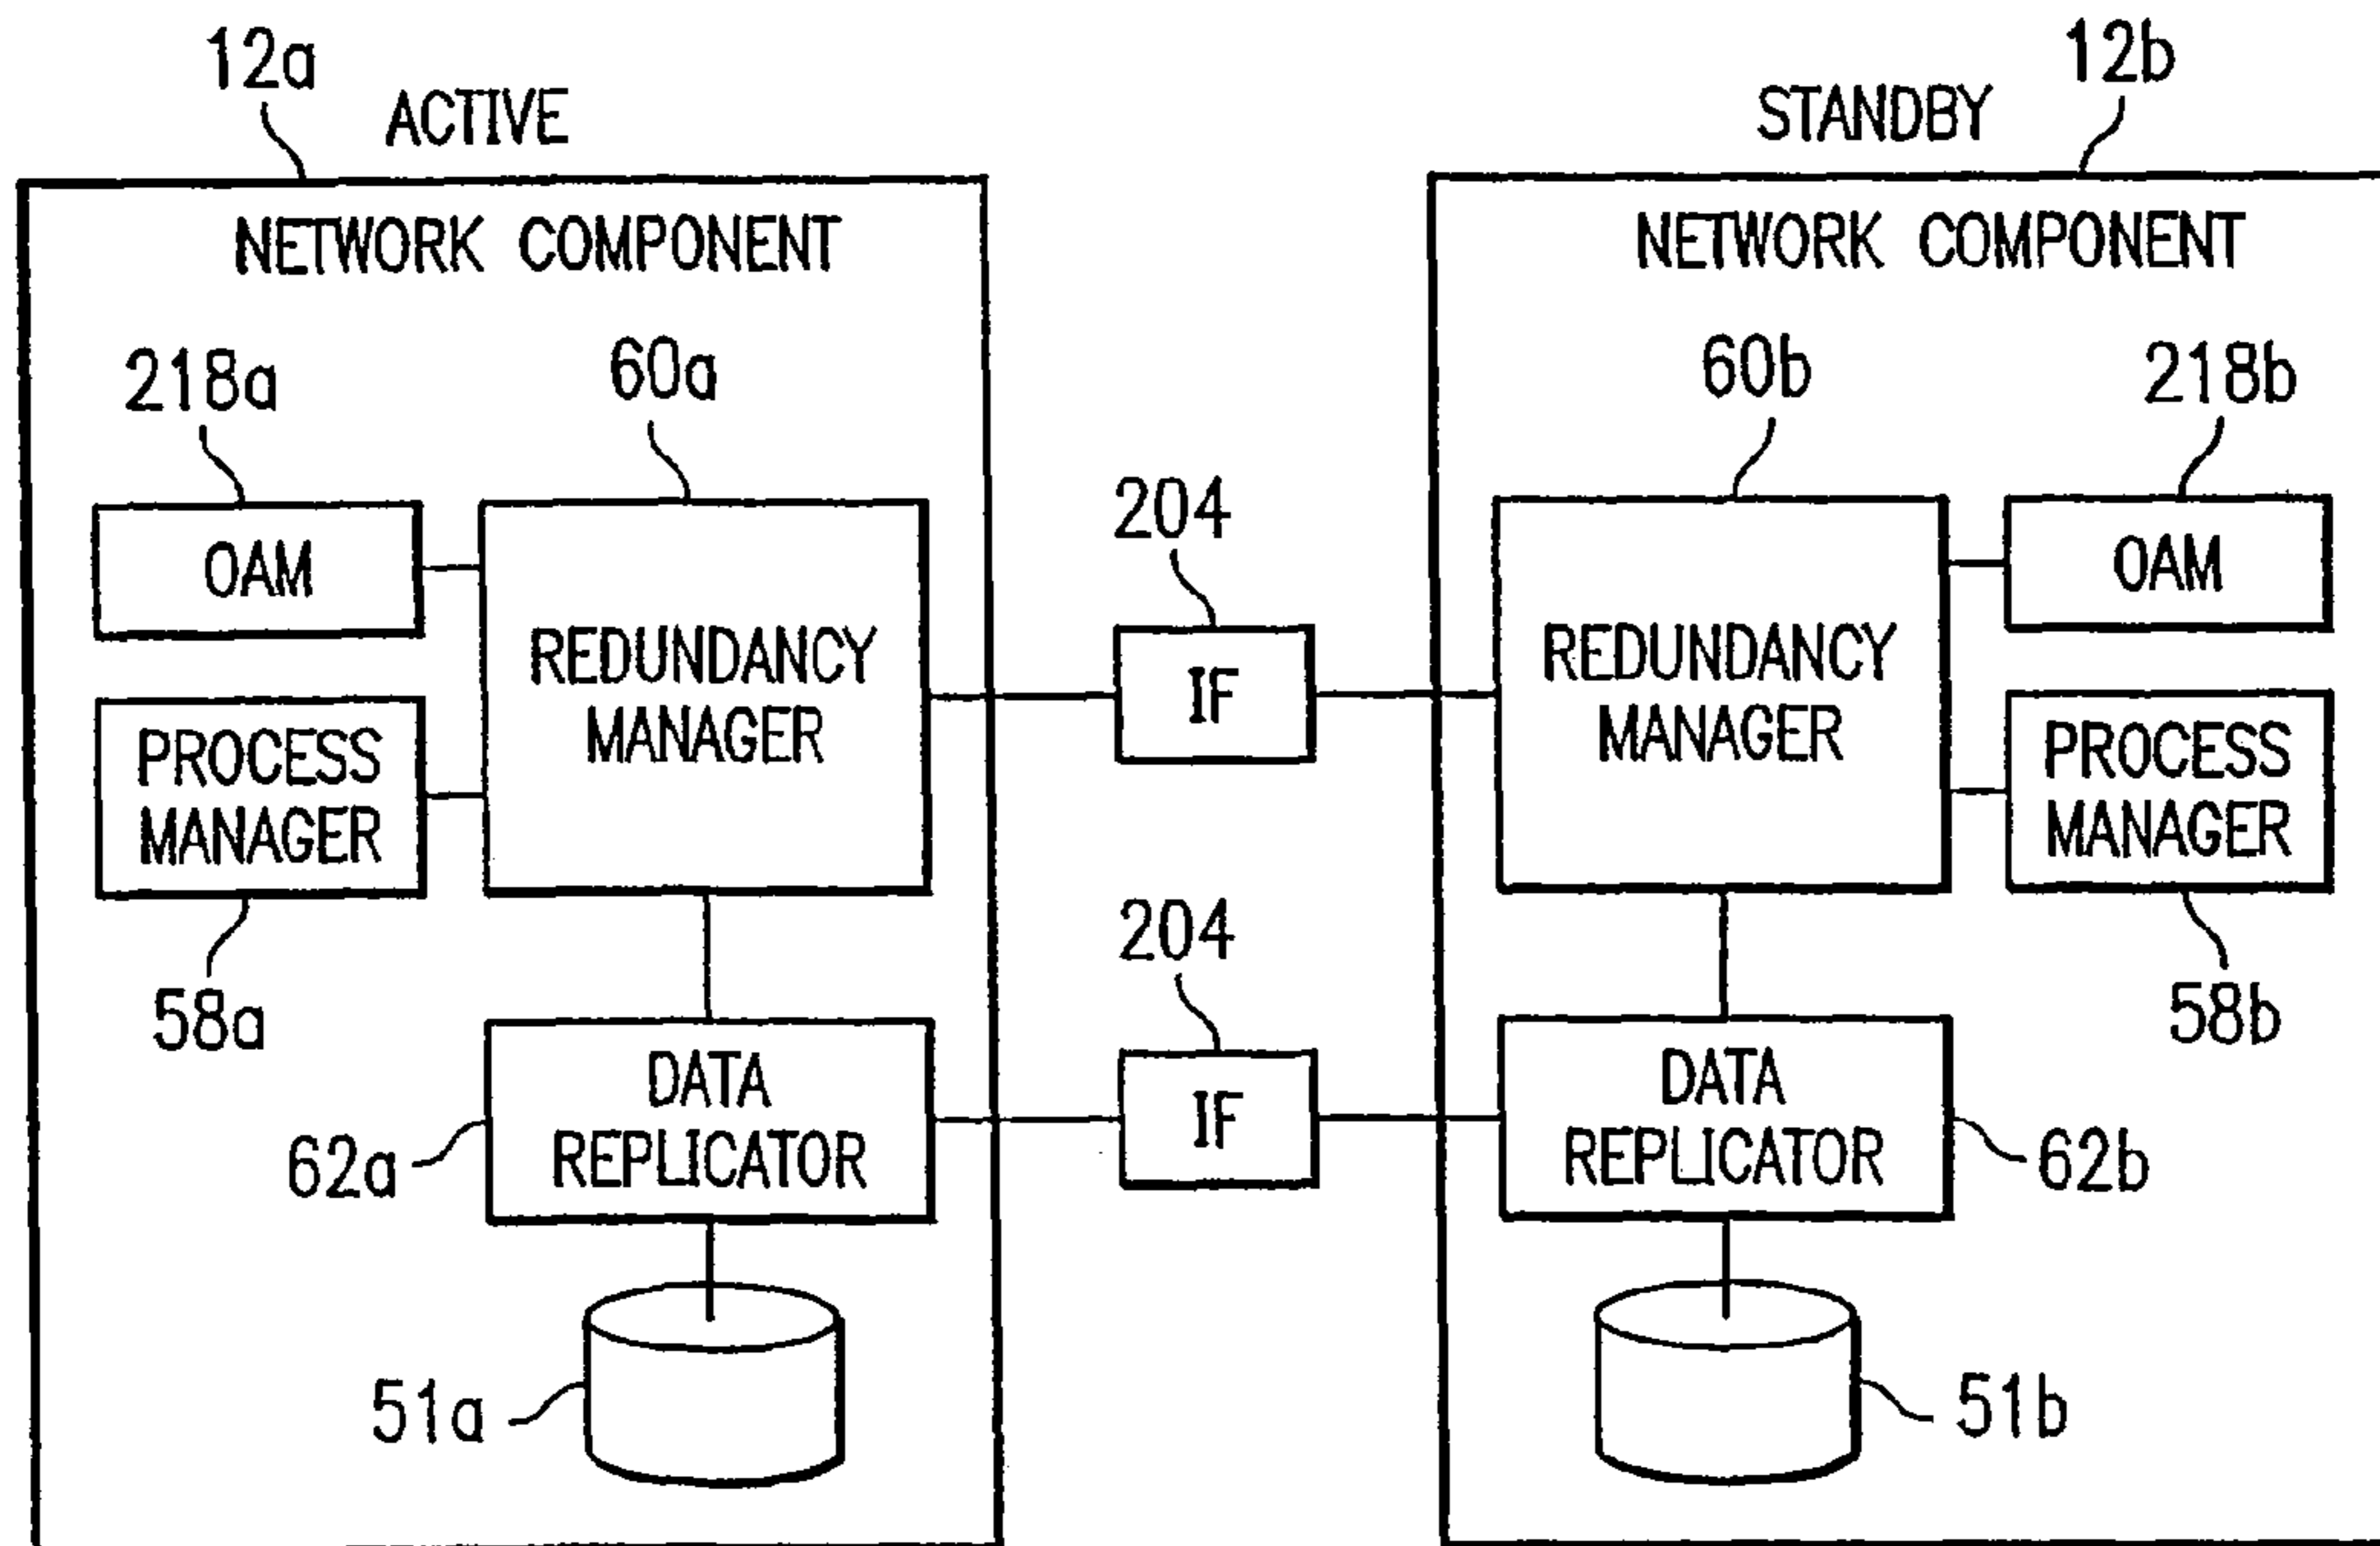 12a
ACTIVE
STANDBY
12b
NETWORK COMPONENT
NETWORK COMPONENT
218a
60a
60b
218b
204
OAM
OAM
REDUNDANCY
MANAGER
IF
REDUNDANCY
MANAGER
PROCESS
MANAGER
PROCESS
MANAGER
204
58a
58b
DATA
REPLICATOR
IF
DATA
REPLICATOR
62a
62b
51a
51b